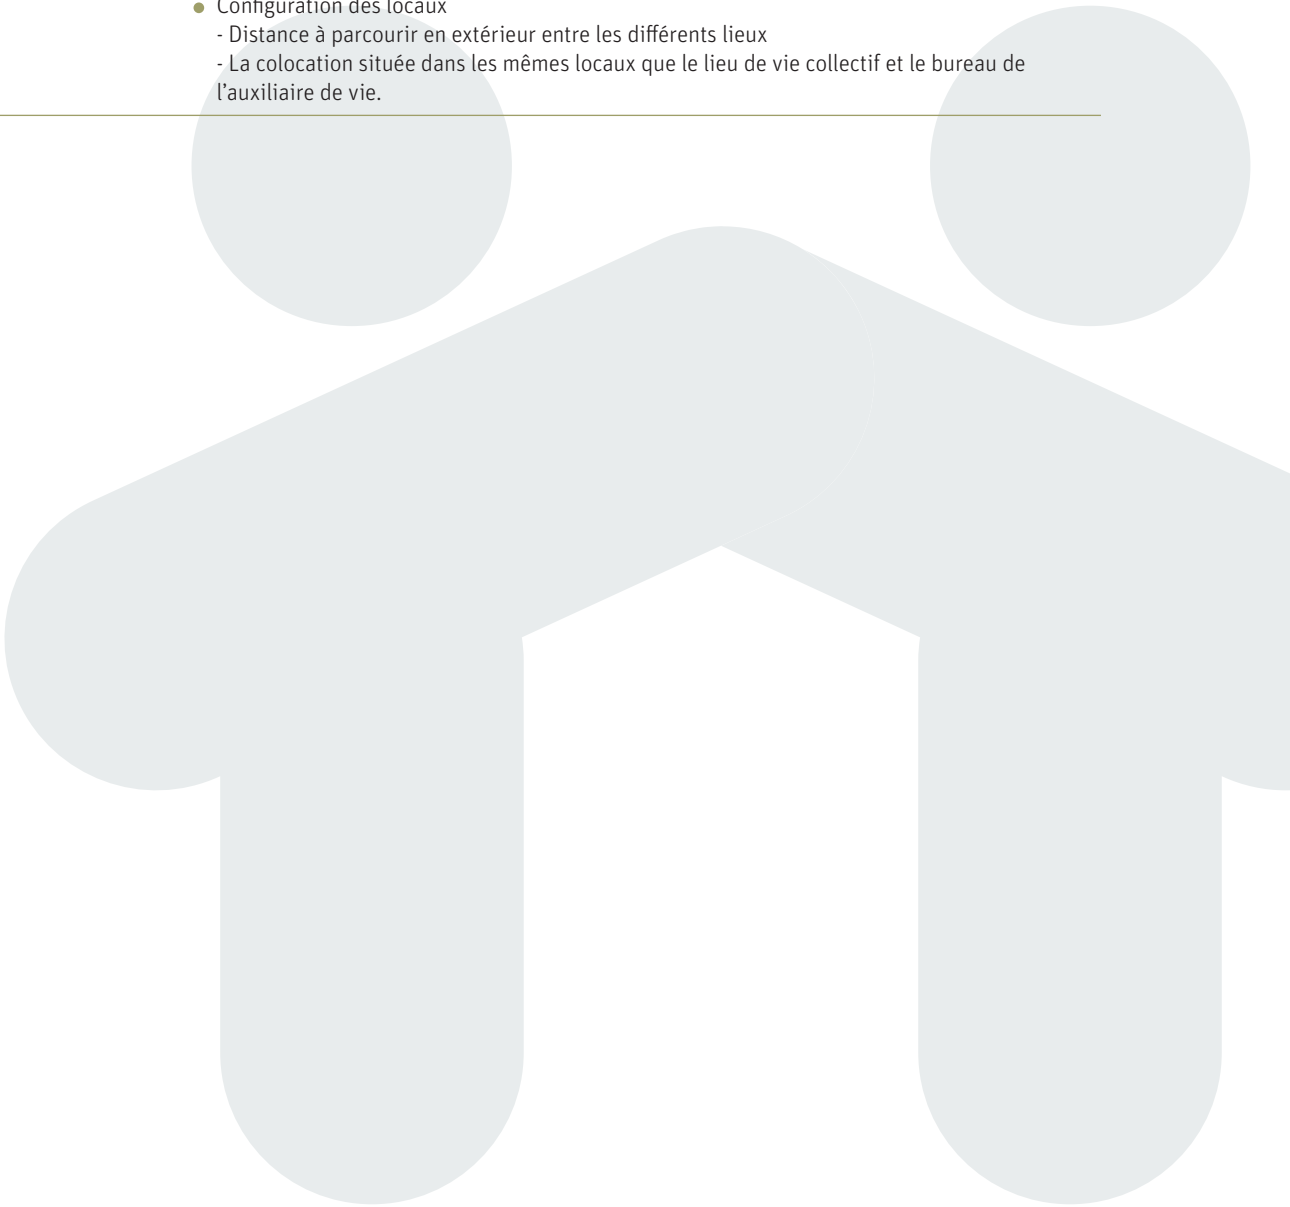 Configuration des locaux
- Distance à parcourir en extérieur entre les différents lieux
- La colocation située dans les mêmes locaux que le lieu de vie collectif et le bureau de
l’auxiliaire de vie.